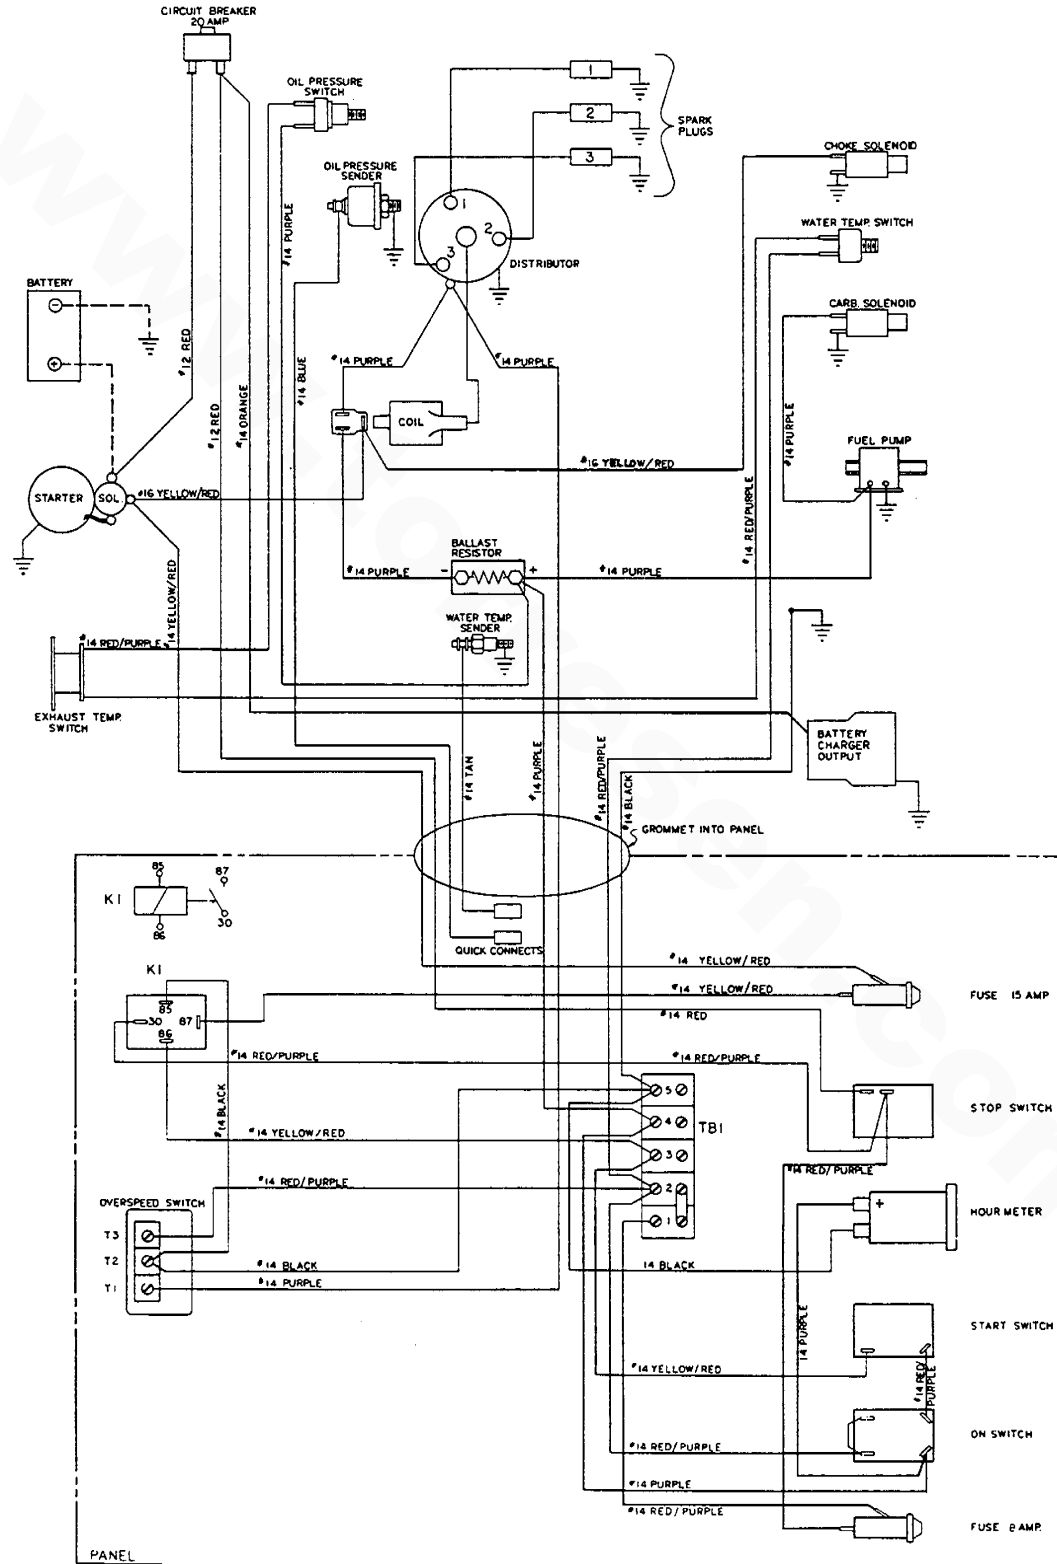 CIRCUIT BREAKER
20 AMP
OIL PRESSURE
SWITCH
1
2
3
SPARK
PLUGS
OIL PRESSURE
SENDER
CHOKE SOLENOID
WATER TEMP. SWITCH
1
2
3
DISTRIBUTOR
#14 PURPLE
BATTERY
-
+
CARB. SOLENOID
#12 RED
#14 PURPLE
#14 PURPLE
#14 BLUE
#12 RED
#14 ORANGE
COIL
#14 PURPLE
FUEL PUMP
#16 YELLOW/RED
STARTER
SOL.
#16 YELLOW/RED
#14 RED/PURPLE
BALLAST
RESISTOR
#14 PURPLE
-
+
#14 PURPLE
#14 YELLOW/RED
WATER TEMP.
SENDER
#14 RED/PURPLE
EXHAUST TEMP.
SWITCH
BATTERY
CHARGER
OUTPUT
#14 TAN
#14 PURPLE
#14 RED/PURPLE
#14 BLACK
GROMMET INTO PANEL
K1
85
87
86
30
QUICK CONNECTS
#14 YELLOW/RED
K1
#14 YELLOW/RED
FUSE 15 AMP
85
30
87
86
#14 RED
#14 RED/PURPLE
#14 RED/PURPLE
#14 BLACK
5
4
3
2
1
TB1
STOP SWITCH
#14 YELLOW/RED
#14 RED/PURPLE
#14 RED/PURPLE
OVERSPEED SWITCH
T3
T2
T1
+
HOUR METER
#14 BLACK
14 BLACK
#14 PURPLE
14 PURPLE
START SWITCH
#14 YELLOW/RED
#14 RED/
PURPLE
ON SWITCH
#14 RED/PURPLE
#14 PURPLE
#14 RED/PURPLE
FUSE 8 AMP.
PANEL